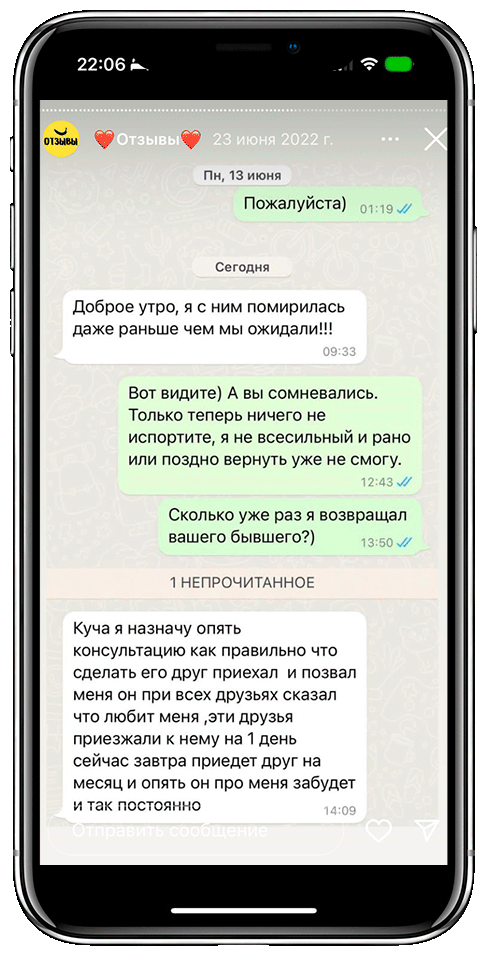 22:06
ОТЗЫВЫ
❤️Отзывы❤️ 23 июня 2022 г.
Пн, 13 июня
Пожалуйста) 01:19
Сегодня
Доброе утро, я с ним помирилась
даже раньше чем мы ожидали!!!
09:33
Вот видите) А вы сомневались.
Только теперь ничего не
испортите, я не всесильный и рано
или поздно вернуть уже не смогу.
12:43
Сколько уже раз я возвращал
вашего бывшего?) 13:50
1 НЕПРОЧИТАННОЕ
Куча я назначу опять
консультацию как правильно что
сделать его друг приехал и позвал
меня он при всех друзьях сказал
что любит меня ,эти друзья
приезжали к нему на 1 день
сейчас завтра приедет друг на
месяц и опять он про меня забудет
и так постоянно 14:09
Отправить сообщение